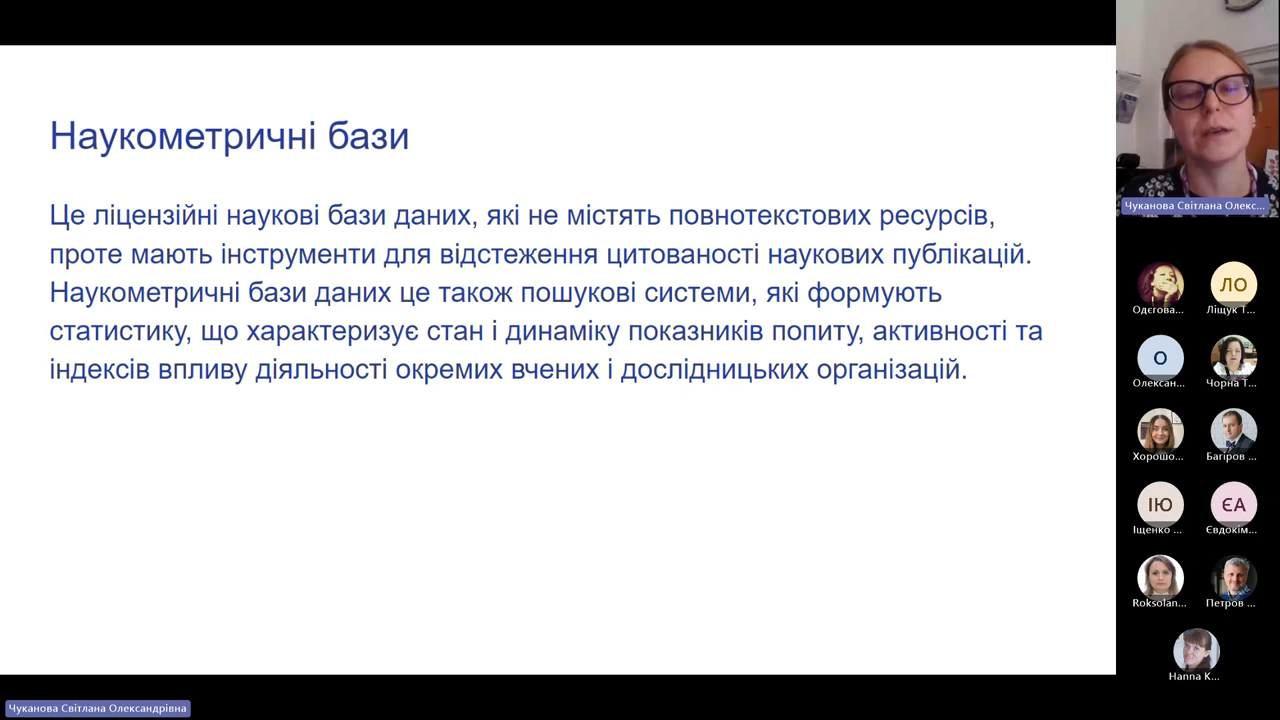 Наукометричні бази
Це ліцензійні наукові бази даних, які не містять повнотекстових ресурсів,
проте мають інструменти для відстеження цитованості наукових публікацій.
Наукометричні бази даних це також пошукові системи, які формують
статистику, що характеризує стан і динаміку показників попиту, активності та
індексів впливу діяльності окремих вчених і дослідницьких організацій.
Чуканова Світлана Олекс...
Одєгова...
ЛО
Ліщук Т...
О
Олексан...
Чорна Т...
Хорошо...
Багіров ...
ІЮ
Іщенко ...
ЄА
Євдокім...
Roksolan...
Петров ...
Hanna K...
Чуканова Світлана Олександрівна